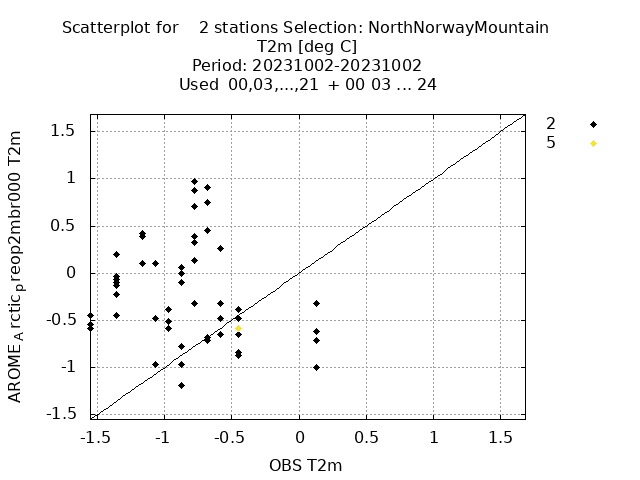 Scatterplot for 2 stations Selection: NorthNorwayMountain
T2m [deg C]
Period: 20231002-20231002
Used 00,03,...,21 + 00 03 ... 24
2
5
AROME_Arctic_preop2mbr000 T2m
1.5
1
0.5
0
-0.5
-1
-1.5
-1.5 -1 -0.5 0 0.5 1 1.5
OBS T2m